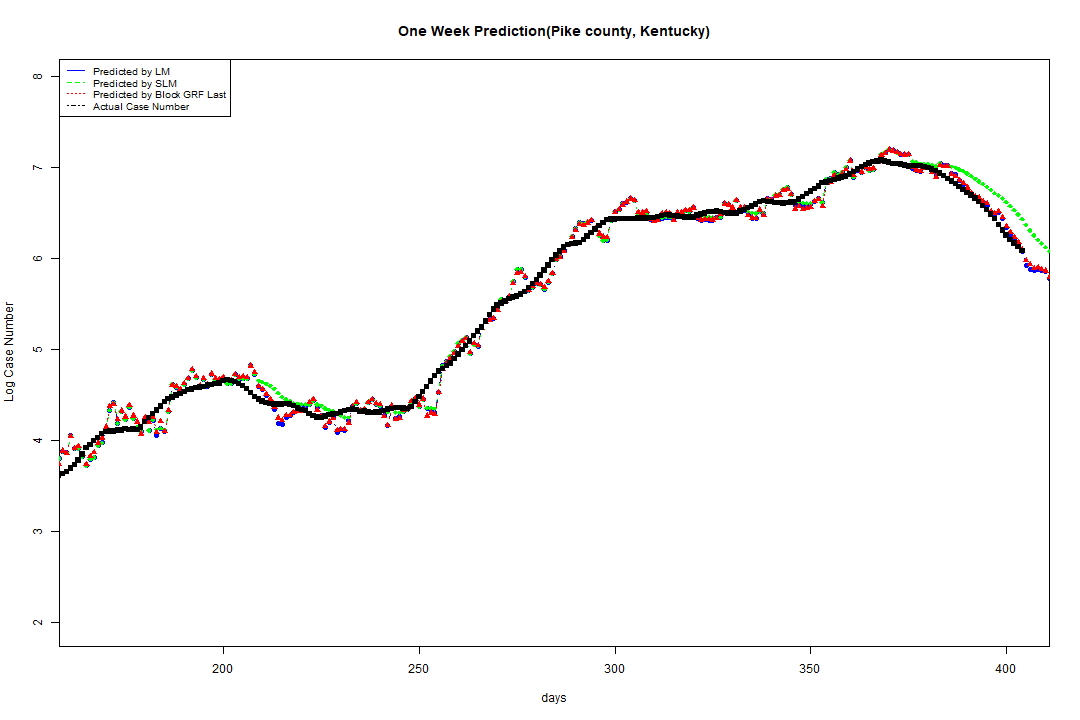 One Week Prediction(Pike county, Kentucky)
Predicted by LM
Predicted by SLM
Predicted by Block GRF Last
Actual Case Number
8
7
6
5
4
3
2
Log Case Number
200 250 300 350 400
days